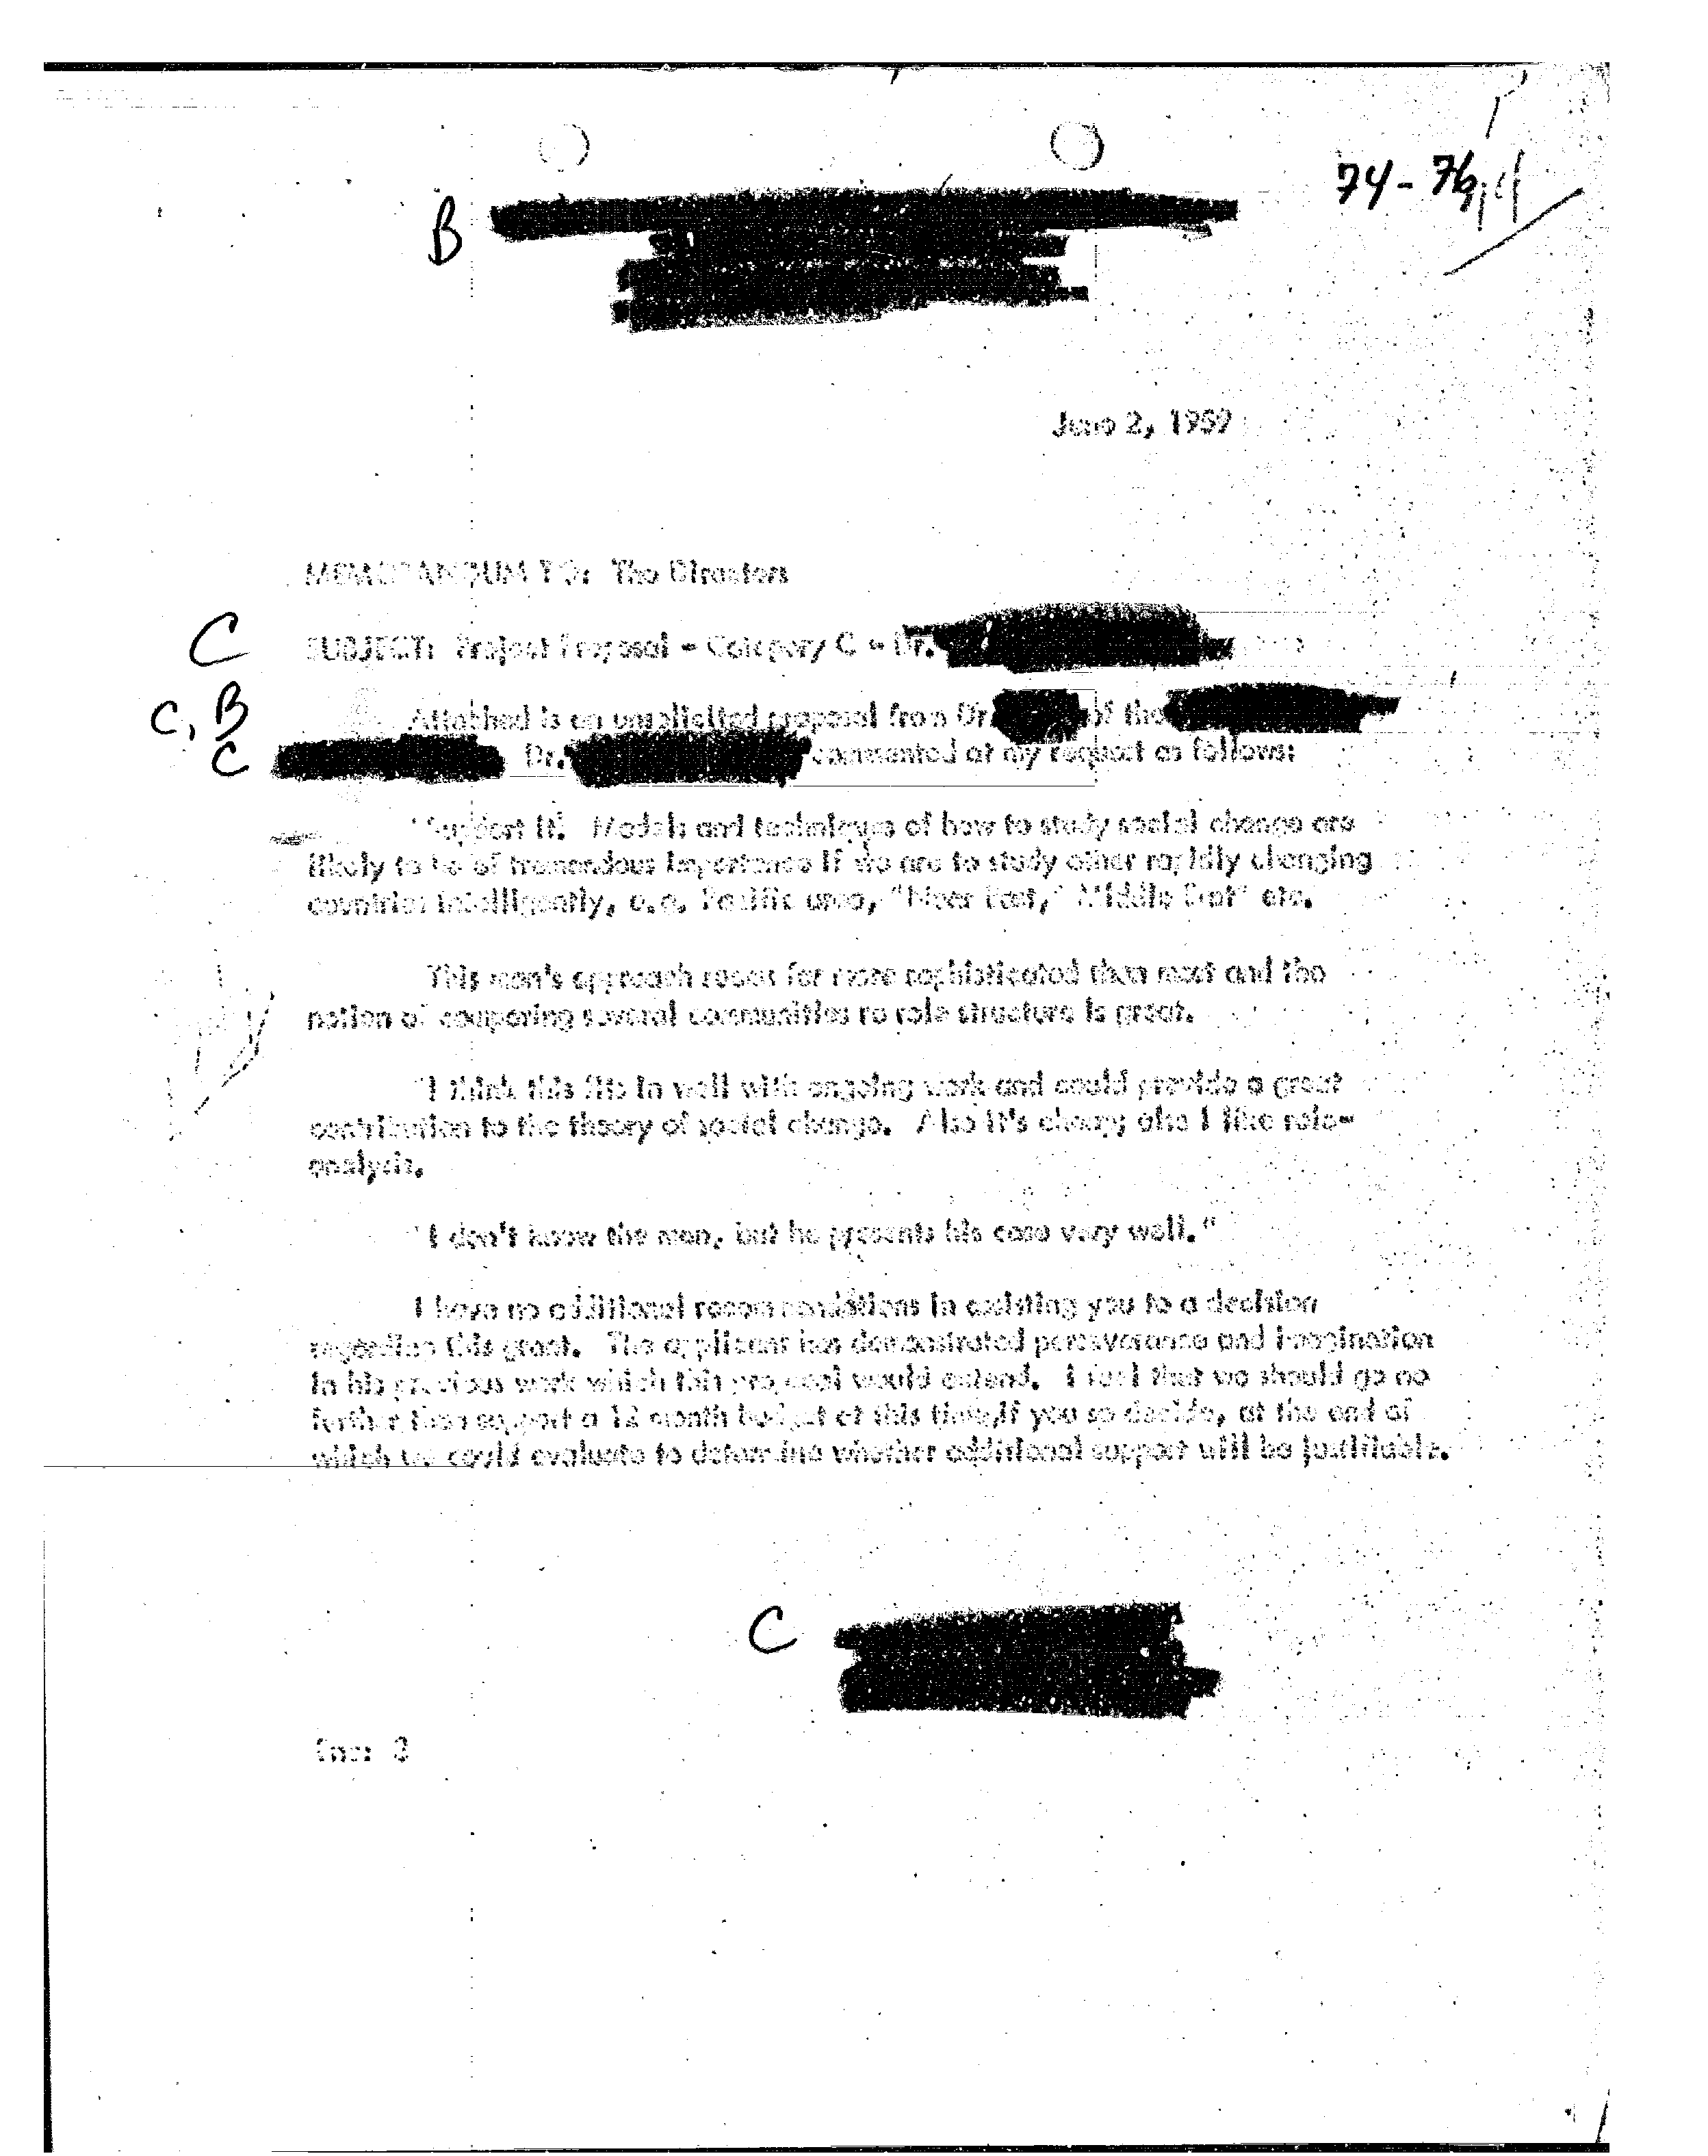 74-76
B
June 2, 1959
MEMORANDUM TO: The Directors
C
SUBJECT: Project Proposal - Category C - Dr.
C, B
Attached is an unsolicited proposal from Dr. of the
C
Dr. commented at my request as follows:
"Support it. Models and techniques of how to study social change are
likely to be of tremendous importance if we are to study other rapidly changing
countries intelligently, e.g. Pacific area, "Near East," Middle East" etc.
This man's approach seems far more sophisticated than most and the
notion of comparing several communities re role structure is great.
"I think this fits in well with ongoing work and could provide a great
contribution to the theory of social change. Also it's cheap; also I like role-
analysis.
"I don't know the man, but he presents his case very well."
I have no additional recommendations in assisting you to a decision
regarding this grant. The applicant has demonstrated perseverance and imagination
in his previous work which this proposal would extend. I feel that we should go no
further than support a 12 month budget at this time, if you so decide, at the end of
which we could evaluate to determine whether additional support will be justifiable.
C
Enc: 3